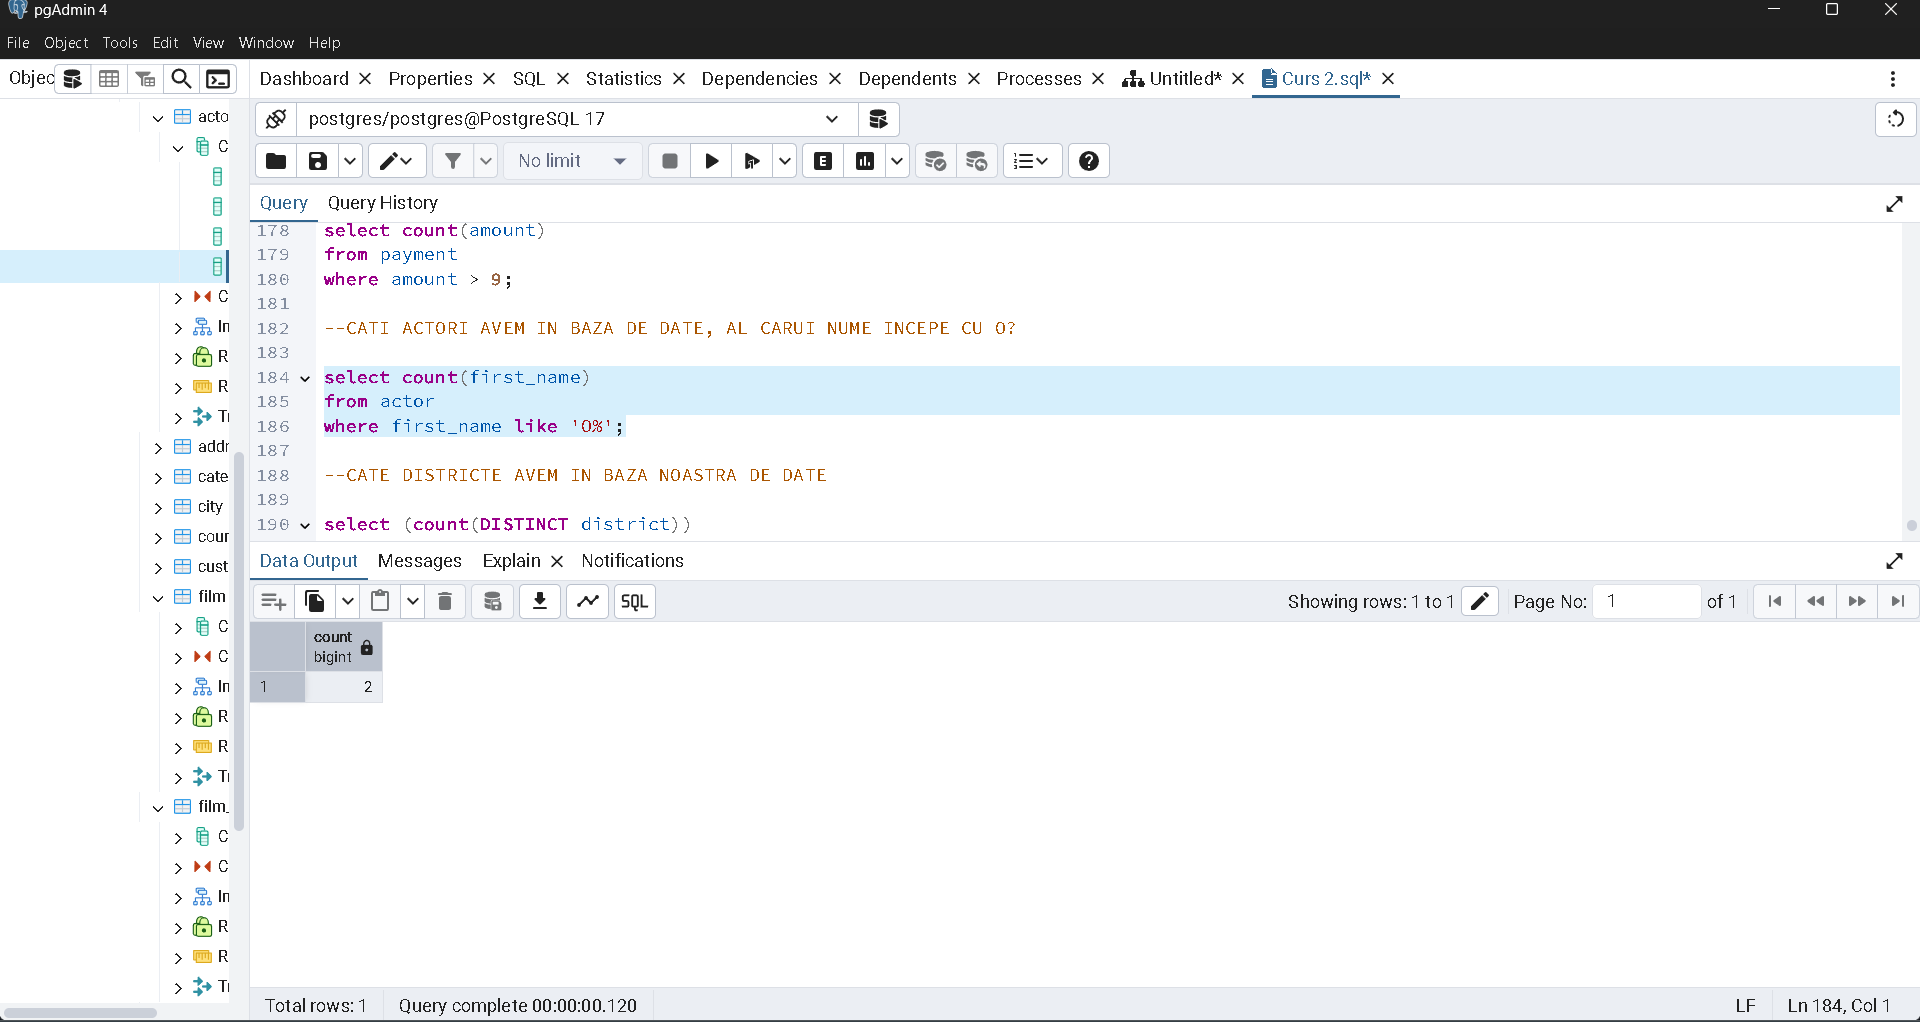 pgAdmin 4
File Object Tools Edit View Window Help
Objec
Dashboard Properties SQL Statistics Dependencies Dependents Processes Untitled* Curs 2.sql*
postgres/postgres@PostgreSQL 17
No limit
E
Query Query History
178 select count(amount)
179 from payment
180 where amount > 9;
181
182 --CATI ACTORI AVEM IN BAZA DE DATE, AL CARUI NUME INCEPE CU O?
183
184 select count(first_name)
185 from actor
186 where first_name like 'O%';
187
188 --CATE DISTRICTE AVEM IN BAZA NOASTRA DE DATE
189
190 select (count(DISTINCT district))
acto
C
C
In
R
R
Tr
addr
cate
city
cour
cust
film
C
C
In
R
R
Tr
film_
C
C
In
R
R
Tr
Data Output Messages Explain Notifications
SQL
Showing rows: 1 to 1 Page No: 1 of 1
count
bigint
1 2
Total rows: 1 Query complete 00:00:00.120 LF Ln 184, Col 1